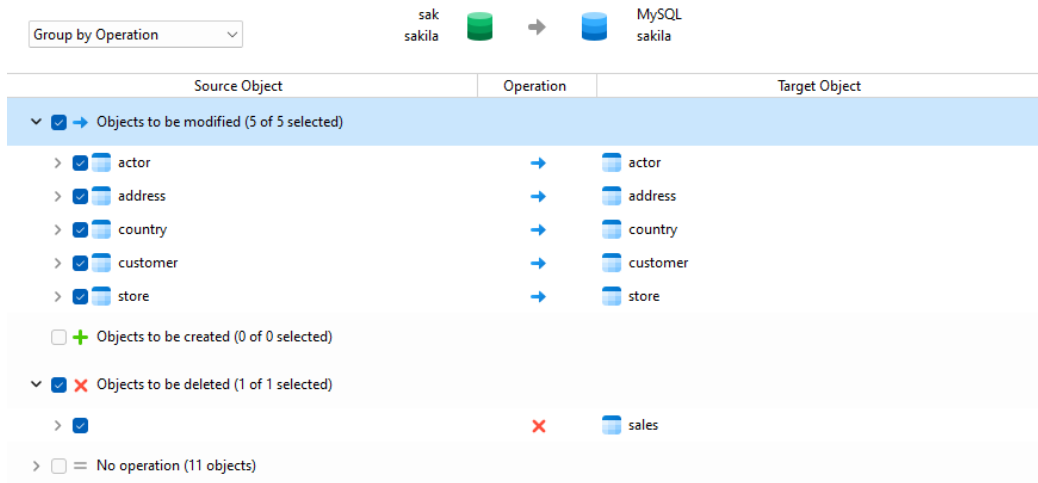 Group by Operation
sak
sakila
MySQL
sakila
Source Object Operation Target Object
Objects to be modified (5 of 5 selected)
actor actor
address address
country country
customer customer
store store
Objects to be created (0 of 0 selected)
Objects to be deleted (1 of 1 selected)
sales
No operation (11 objects)